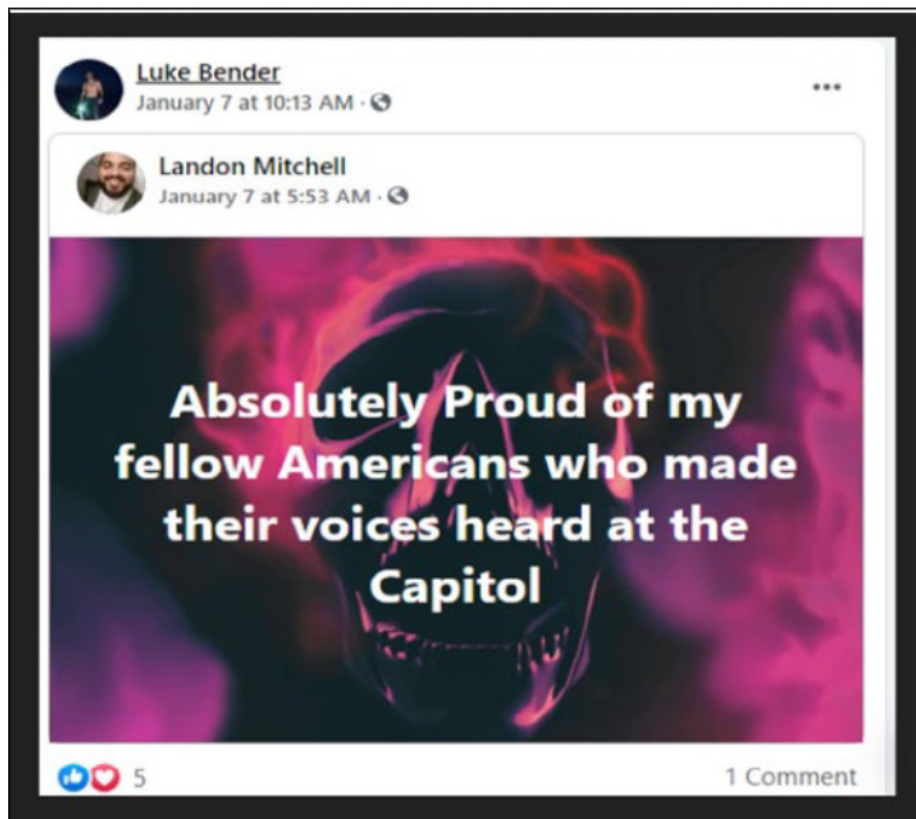 Luke Bender
January 7 at 10:13 AM ·
...
Landon Mitchell
January 7 at 5:53 AM ·
Absolutely Proud of my
fellow Americans who made
their voices heard at the
Capitol
5
1 Comment